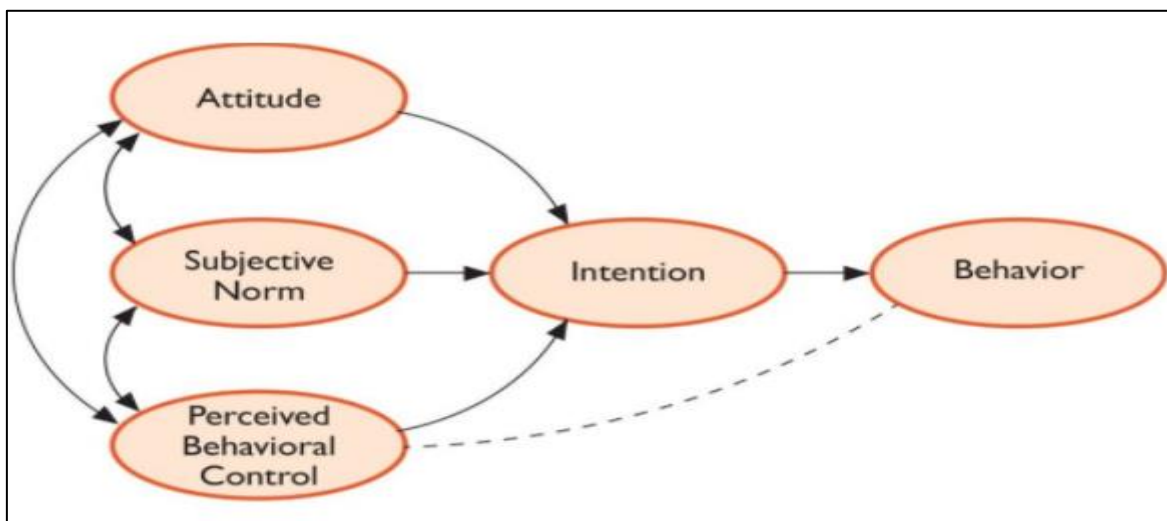 Attitude
Subjective
Norm
Intention
Behavior
Perceived
Behavioral
Control